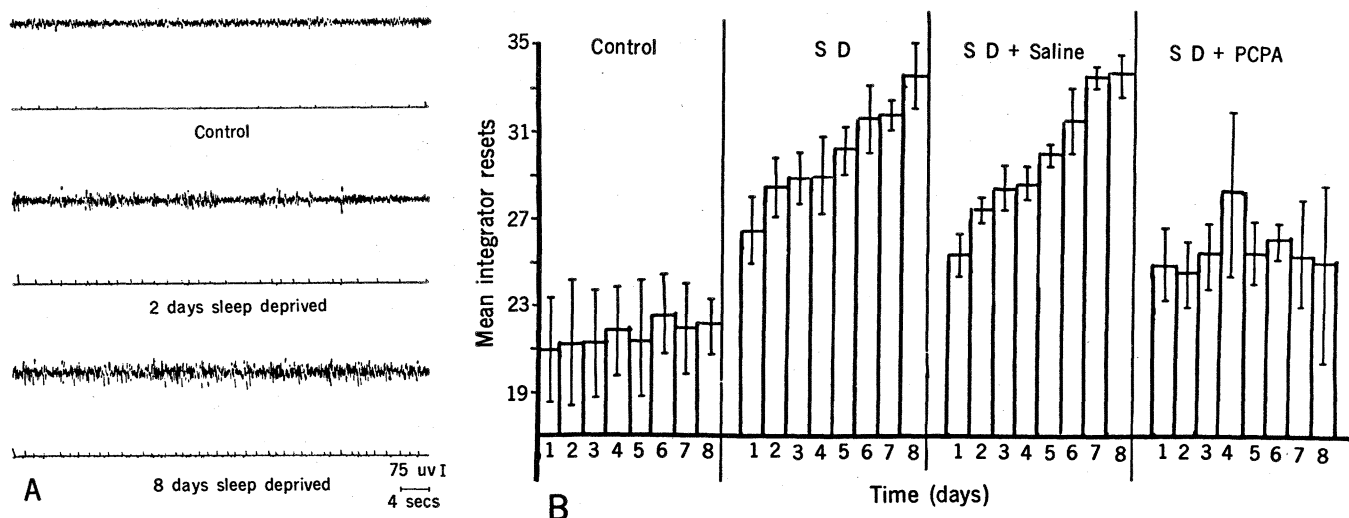 Control
2 days sleep deprived
8 days sleep deprived
75 uv
4 secs
A
Mean integrator resets
35
31
27
23
19
Control
S D
S D + Saline
S D + PCPA
1 2 3 4 5 6 7 8
1 2 3 4 5 6 7 8
1 2 3 4 5 6 7 8
1 2 3 4 5 6 7 8
Time (days)
B